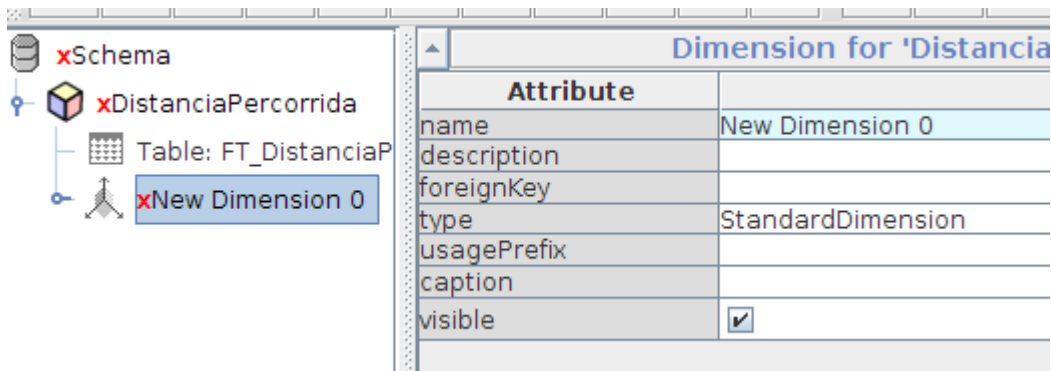 xSchema
xDistanciaPercorrida
Table: FT_DistanciaP
xNew Dimension 0
Dimension for 'Distancia
Attribute
name New Dimension 0
description
foreignKey
type StandardDimension
usagePrefix
caption
visible